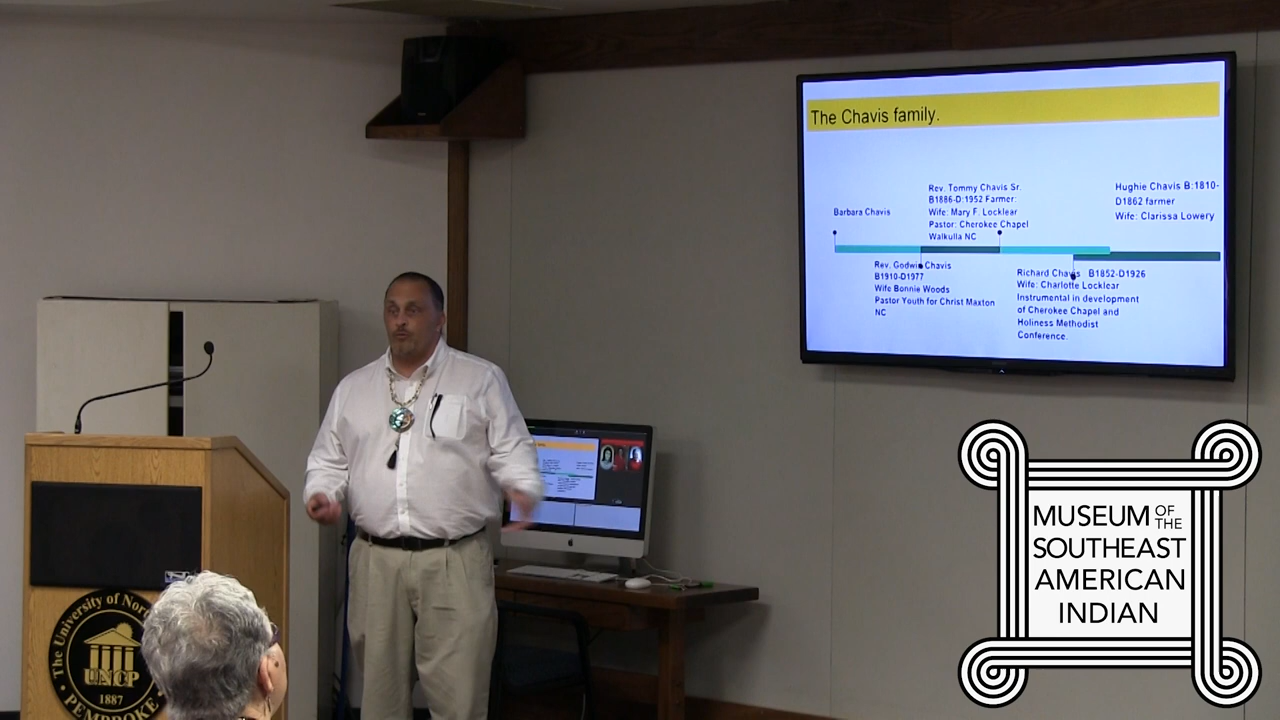 The Chavis family.
Barbara Chavis
Rev. Tommy Chavis Sr.
B1886-D:1952 Farmer:
Wife: Mary F. Locklear
Pastor: Cherokee Chapel
Walkulla NC
Hughie Chavis B:1810-
D1862 farmer
Wife: Clarissa Lowery
Rev. Godwin Chavis
B1910-D1977
Wife Bonnie Woods
Pastor Youth for Christ Maxton
NC
Richard Chavis B1852-D1926
Wife: Charlotte Locklear
Instrumental in development
of Cherokee Chapel and
Holiness Methodist
Conference.
The University of Nor
UNCP
1887
PEMBROKE
MUSEUM OF THE
SOUTHEAST
AMERICAN
INDIAN